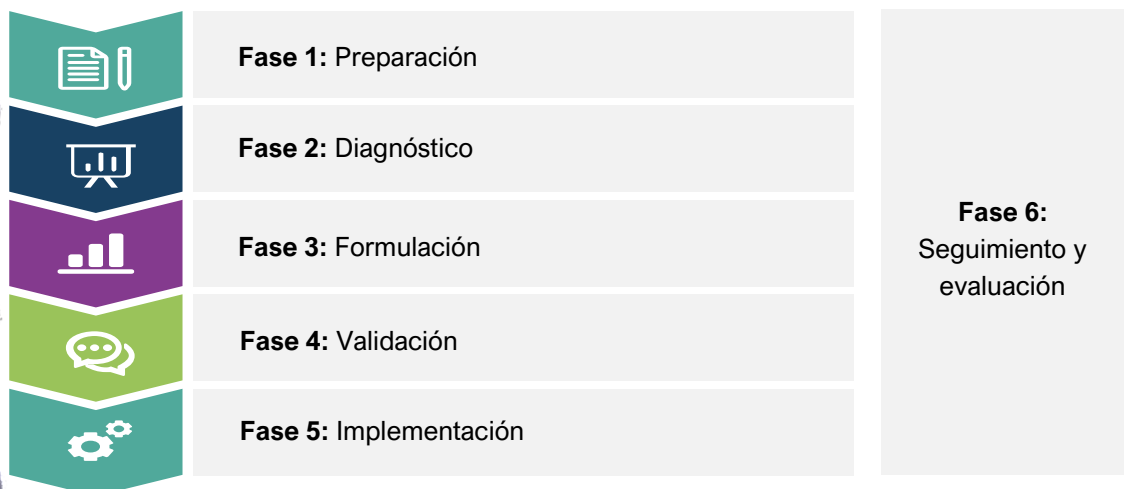 Fase 1: Preparación
Fase 2: Diagnóstico
Fase 3: Formulación
Fase 4: Validación
Fase 5: Implementación
Fase 6:
Seguimiento y
evaluación